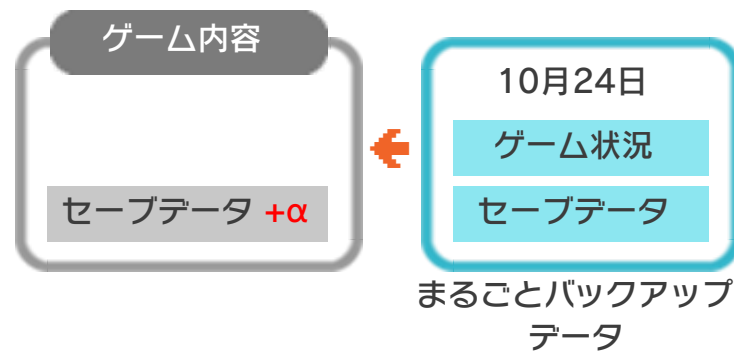 ゲーム内容
セーブデータ +α
10月24日
ゲーム状況
セーブデータ
まるごとバックアップ
データ